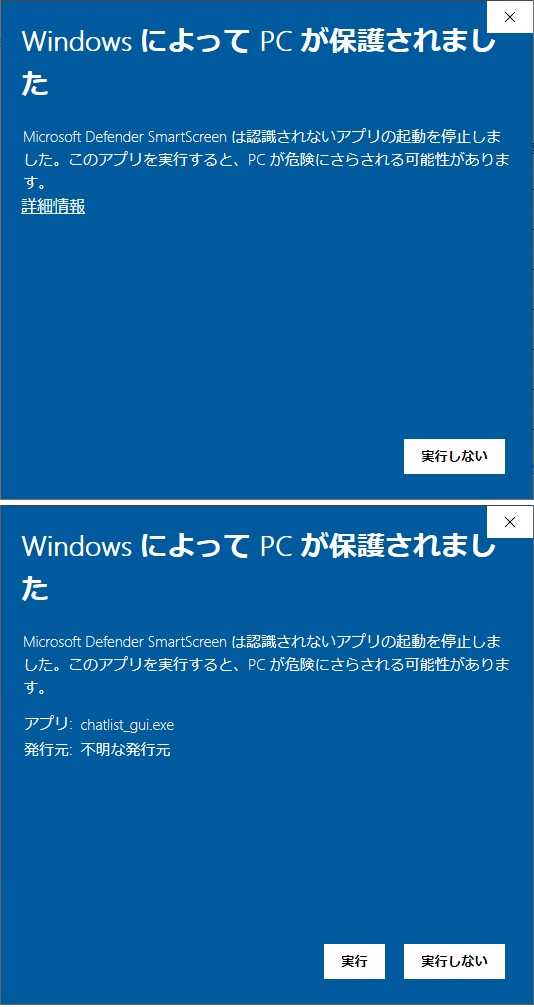 Windows によって PC が保護されまし
た
Microsoft Defender SmartScreen は認識されないアプリの起動を停止しま
した。このアプリを実行すると、PC が危険にさらされる可能性がありま
す。
詳細情報
実行しない
Windows によって PC が保護されまし
た
Microsoft Defender SmartScreen は認識されないアプリの起動を停止しま
した。このアプリを実行すると、PC が危険にさらされる可能性がありま
す。
アプリ: chatlist_gui.exe
発行元: 不明な発行元
実行 実行しない